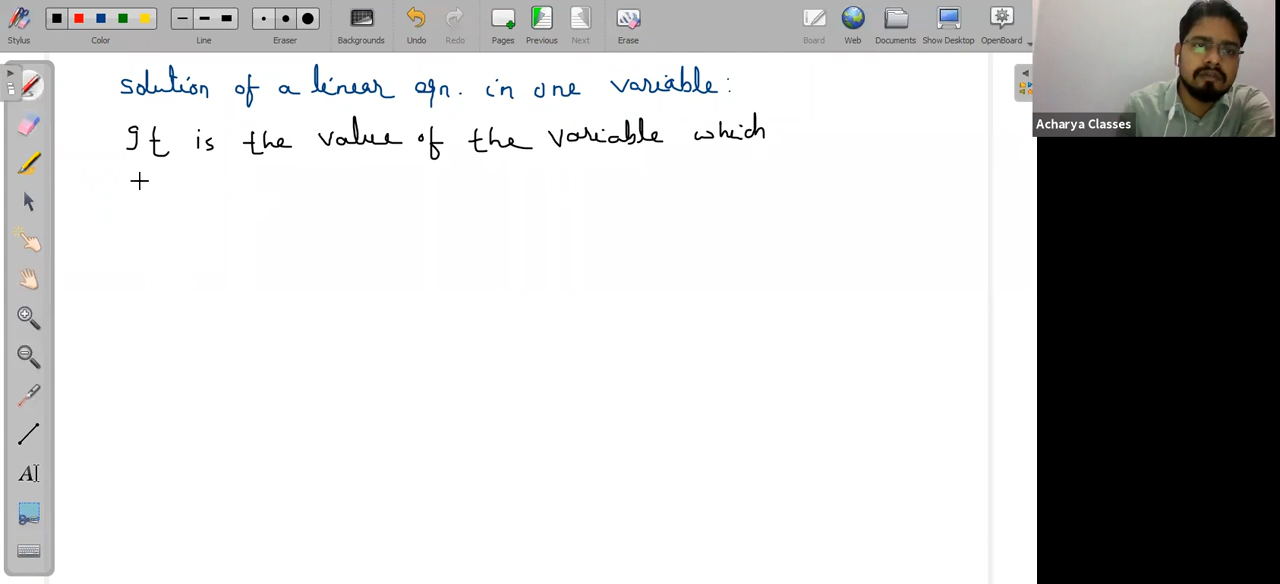 Stylus
Color
Line
Eraser
Backgrounds
Undo
Redo
Pages
Previous
Next
Erase
Board
Web
Documents
Show Desktop
OpenBoard
Acharya Classes
Solution of a linear eqn. in one variable:
It is the value of the variable which